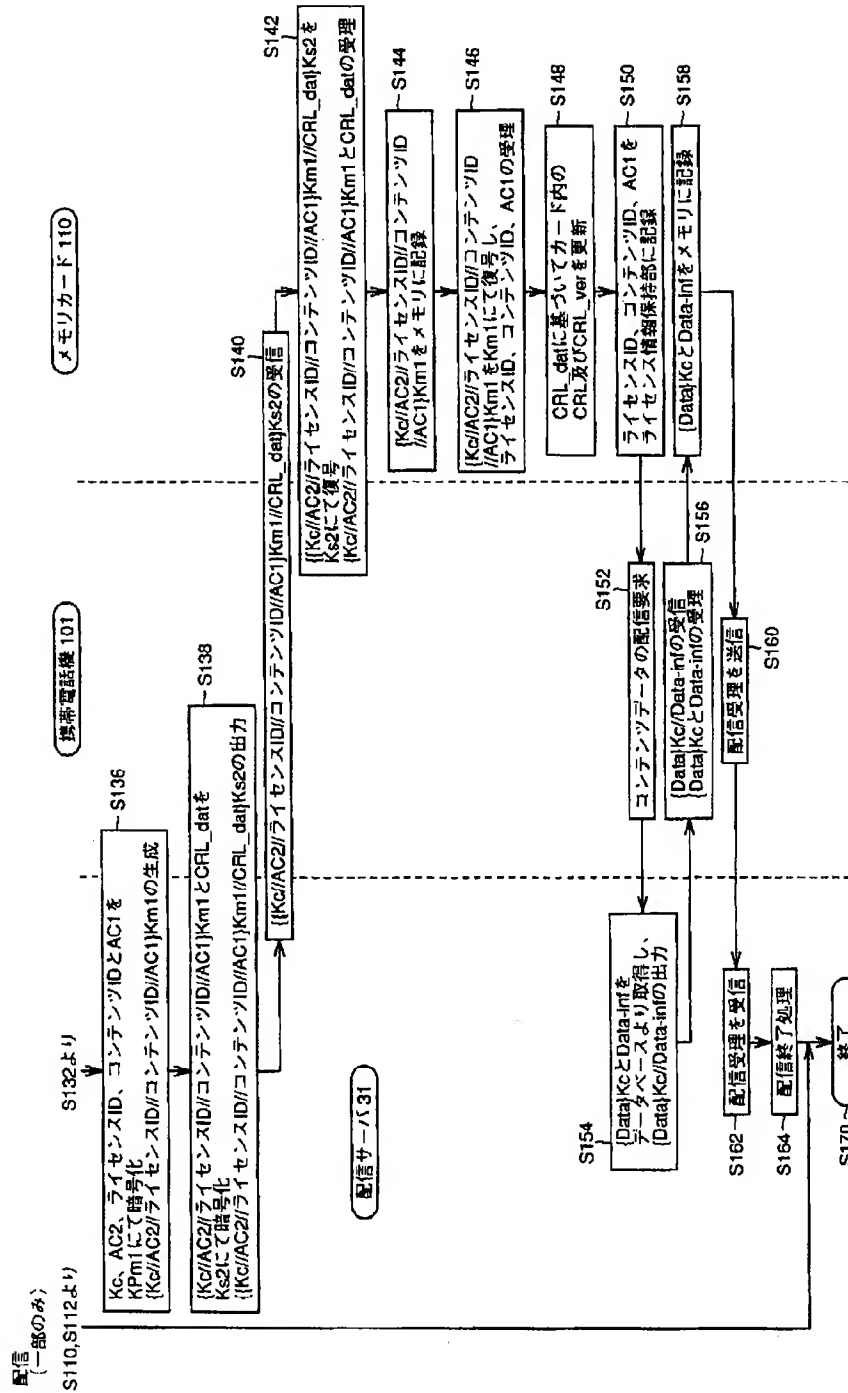 配信
(一部のみ)
S110,S112より
S132より
配信サーバ 31
携帯電話機 101
メモリカード 110
S136
Kc、AC2、ライセンスID、コンテンツIDとAC1を
KPm1にて暗号化
{Kc//AC2//ライセンスID//コンテンツID//AC1}Km1の生成
S138
{Kc//AC2//ライセンスID//コンテンツID//AC1}Km1とCRL_datを
Ks2にて暗号化
{{Kc//AC2//ライセンスID//コンテンツID//AC1}Km1//CRL_dat}Ks2の出力
S140
{{Kc//AC2//ライセンスID//コンテンツID//AC1}Km1//CRL_dat}Ks2の受信
S142
{{Kc//AC2//ライセンスID//コンテンツID//AC1}Km1//CRL_dat}Ks2を
Ks2にて復号
{Kc//AC2//ライセンスID//コンテンツID//AC1}Km1とCRL_datの受理
S144
{Kc//AC2//ライセンスID//コンテンツID
//AC1}Km1をメモリに記録
S146
{Kc//AC2//ライセンスID//コンテンツID
//AC1}Km1をKm1にて復号し、
ライセンスID、コンテンツID、AC1の受理
S148
CRL_datに基づいてカード内の
CRL及びCRL_verを更新
S150
ライセンスID、コンテンツID、AC1を
ライセンス情報保持部に記録
S152
コンテンツデータの配信要求
S154
{Data}KcとData-infを
データベースより取得し、
{Data}Kc//Data-infの出力
S156
{Data}Kc//Data-infの受信
{Data}KcとData-infの受理
S158
{Data}KcとData-infをメモリに記録
S160
配信受理を送信
S162
配信受理を受信
S164
配信終了処理
S170
終了